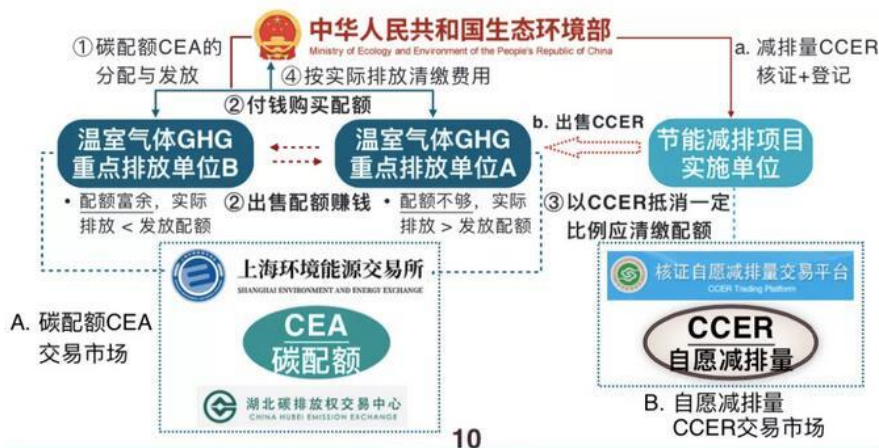 中华人民共和国生态环境部
Ministry of Ecology and Environment of the People's Republic of China
①碳配额CEA的
分配与发放
④按实际排放清缴费用
a. 减排量CCER
核证+登记
②付钱购买配额
温室气体GHG
重点排放单位B
温室气体GHG
重点排放单位A
b. 出售CCER
节能减排项目
实施单位
• 配额富余，实际
排放 < 发放配额
②出售配额赚钱
• 配额不够，实际
排放 > 发放配额
③以CCER抵消一定
比例应清缴配额
上海环境能源交易所
SHANGHAI ENVIRONMENT AND ENERGY EXCHANGE
核证自愿减排量交易平台
CCER Trading Platform
A. 碳配额CEA
交易市场
CEA
碳配额
CCER
自愿减排量
湖北碳排放权交易中心
CHINA HUBEI EMISSION EXCHANGE
B. 自愿减排量
CCER交易市场
10